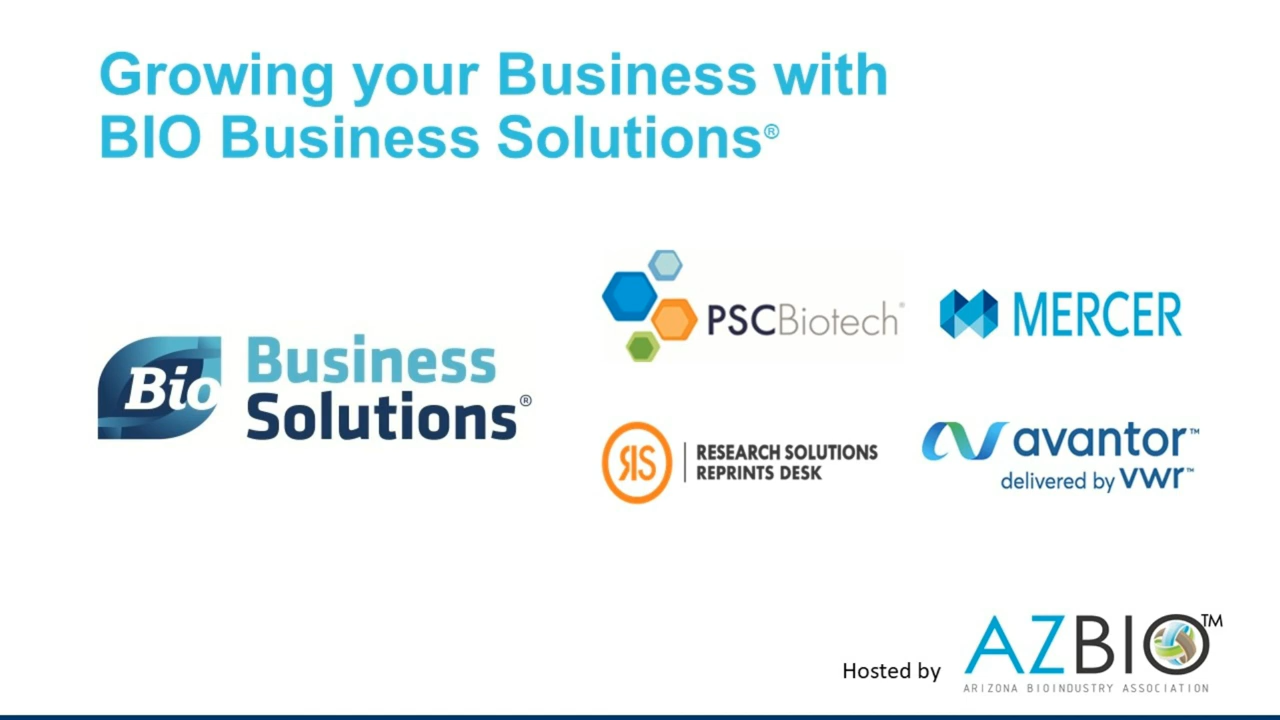 Growing your Business with
BIO Business Solutions®
Bio
Business
Solutions®
PSCBiotech®
MERCER
RS
RESEARCH SOLUTIONS
REPRINTS DESK
avantor™
delivered by vwr™
Hosted by
AZBIO™
ARIZONA BIOINDUSTRY ASSOCIATION